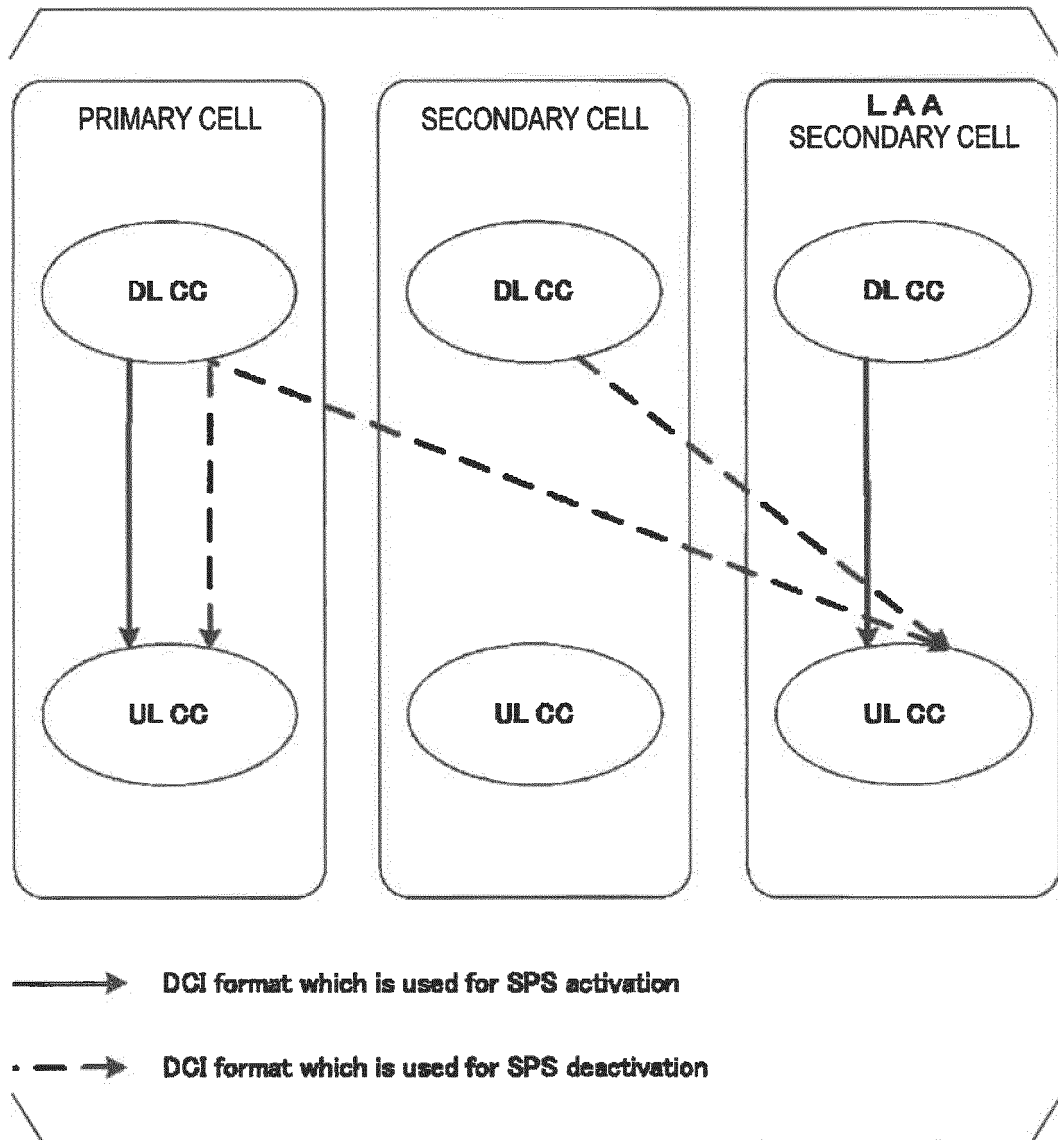 PRIMARY CELL
SECONDARY CELL
LAA
SECONDARY CELL
DL CC
DL CC
DL CC
UL CC
UL CC
UL CC
DCI format which is used for SPS activation
DCI format which is used for SPS deactivation